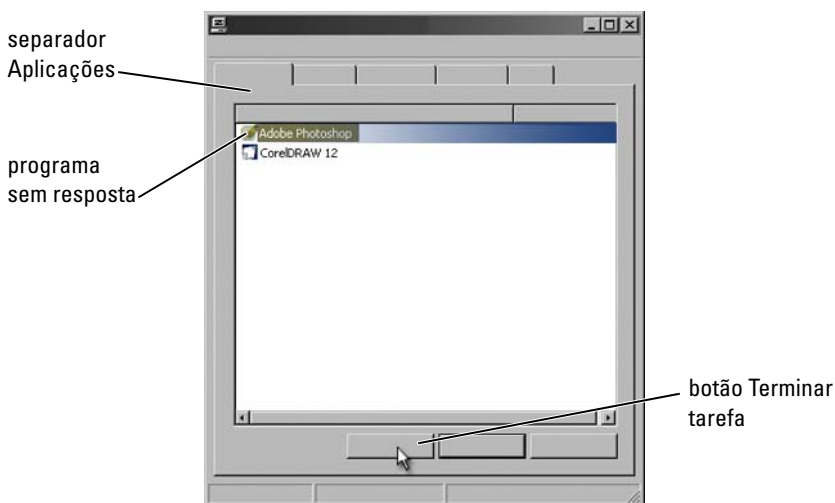 separador
Aplicações
Adobe Photoshop
CorelDRAW 12
programa
sem resposta
botão Terminar
tarefa